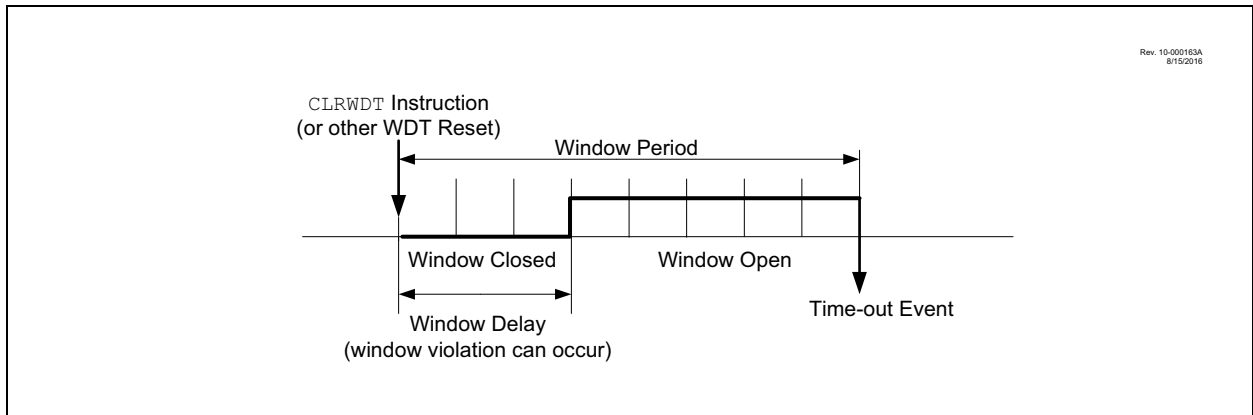 Rev. 10-000163A
8/15/2016
CLRWDT Instruction
(or other WDT Reset)
Window Period
Window Closed
Window Open
Window Delay
(window violation can occur)
Time-out Event